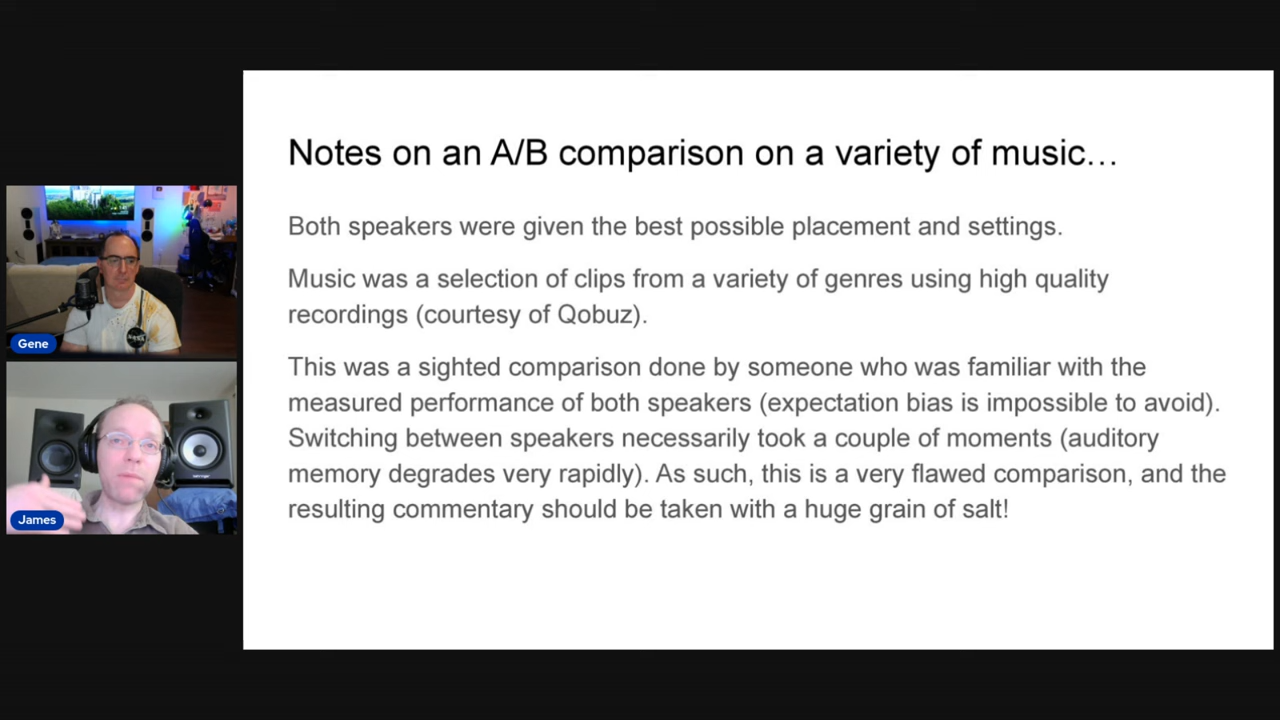 Notes on an A/B comparison on a variety of music…
Both speakers were given the best possible placement and settings.
Music was a selection of clips from a variety of genres using high quality
recordings (courtesy of Qobuz).
This was a sighted comparison done by someone who was familiar with the
measured performance of both speakers (expectation bias is impossible to avoid).
Switching between speakers necessarily took a couple of moments (auditory
memory degrades very rapidly). As such, this is a very flawed comparison, and the
resulting commentary should be taken with a huge grain of salt!
Gene
James